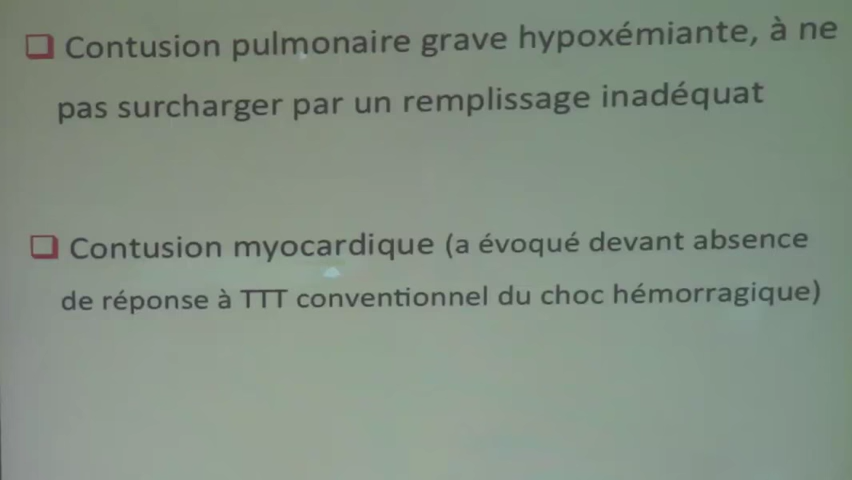 Contusion pulmonaire grave hypoxémiante, à ne
pas surcharger par un remplissage inadéquat
Contusion myocardique (a évoqué devant absence
de réponse à TTT conventionnel du choc hémorragique)